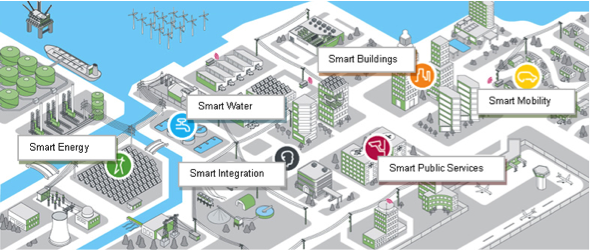 Smart Buildings
Smart Mobility
Smart Water
Smart Energy
Smart Integration
Smart Public Services